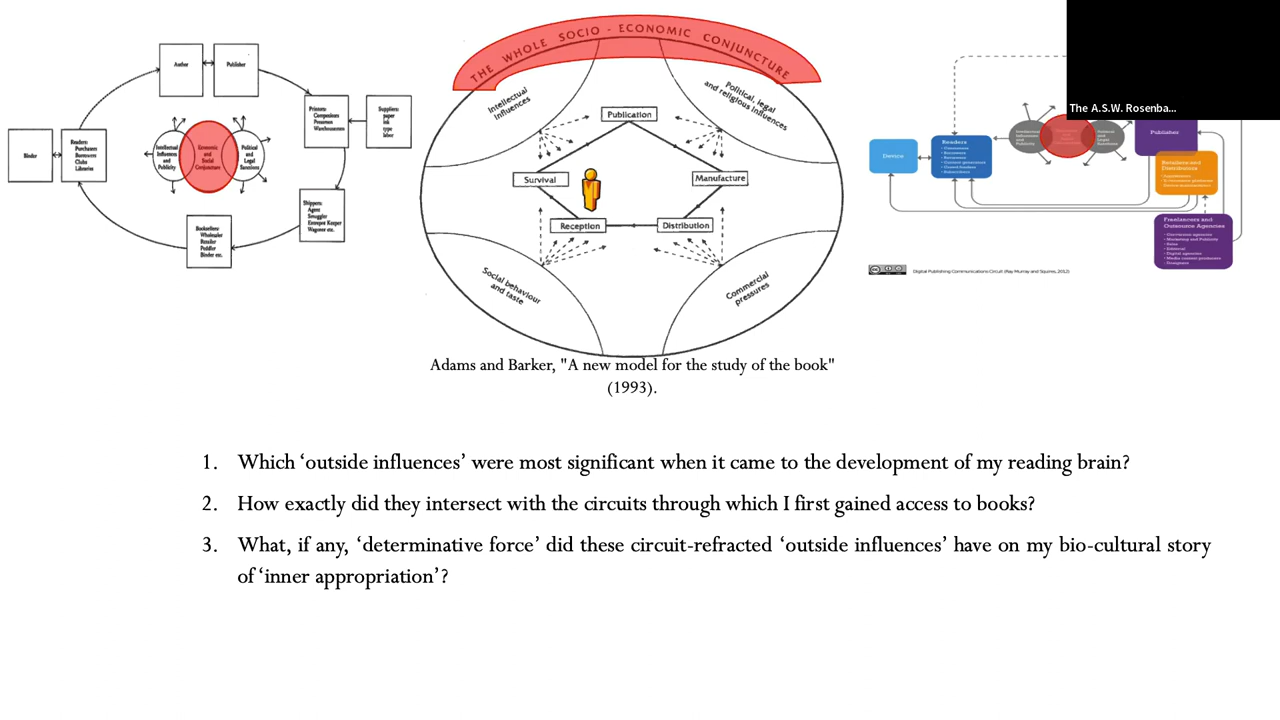 Author
Publisher
Printers:
Compositors
Pressmen
Warehousemen
Suppliers:
paper
ink
type
labor
Shippers:
Agent
Smuggler
Entrepot Keeper
Wagoner etc.
Booksellers:
Wholesaler
Retailer
Peddler
Binder etc.
Readers:
Purchasers
Borrowers
Clubs
Libraries
Binder
Intellectual
Influences
and
Publicity
Economic
and
Social
Conjuncture
Political
and
Legal
Sanctions
THE WHOLE SOCIO - ECONOMIC CONJUNCTURE
Intellectual
influences
Political, legal
and religious influences
Publication
Survival
Manufacture
Reception
Distribution
Social behaviour
and taste
Commercial
pressures
Adams and Barker, "A new model for the study of the book"
(1993).
The A.S.W. Rosenba...
Device
Readers
Publisher
Retailers and
Distributors
Freelancers and
Outsource Agencies
Digital Publishing Communications Circuit (Ray Murray and Squires, 2012)
1. Which ‘outside influences’ were most significant when it came to the development of my reading brain?
2. How exactly did they intersect with the circuits through which I first gained access to books?
3. What, if any, ‘determinative force’ did these circuit-refracted ‘outside influences’ have on my bio-cultural story
of ‘inner appropriation’?